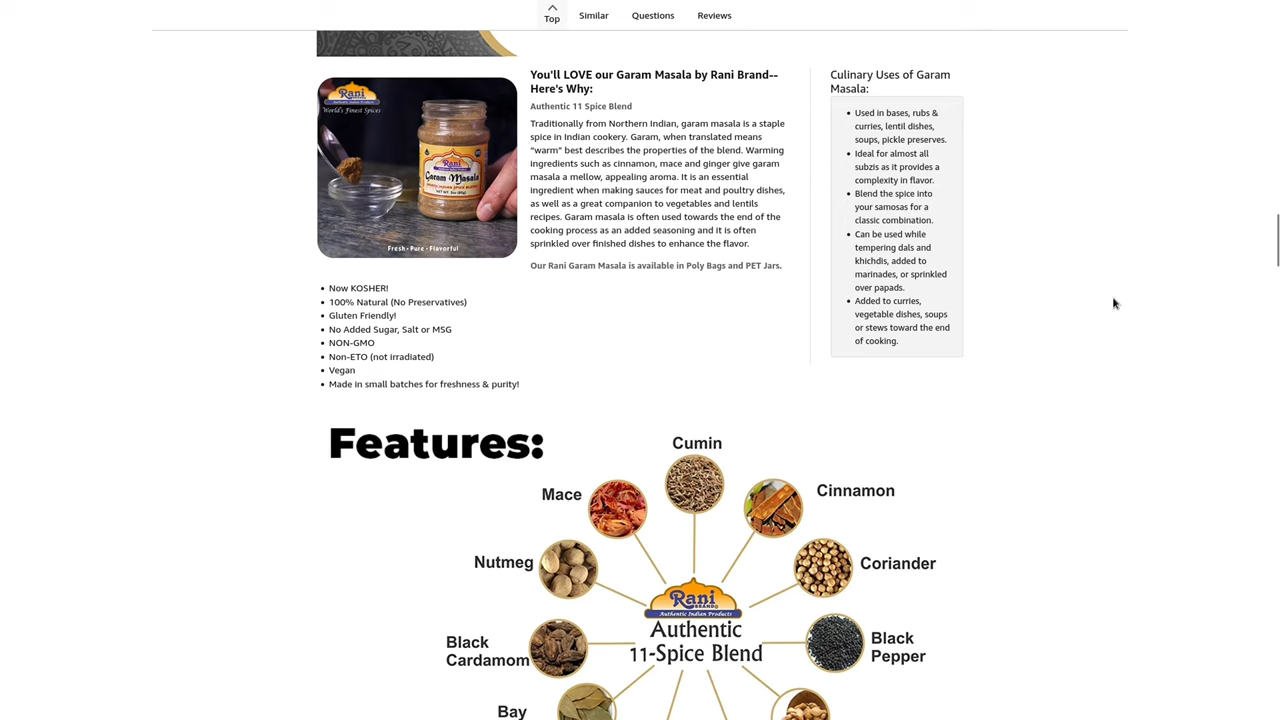 Top
Similar
Questions
Reviews
Rani
BRAND®
Authentic Indian Products
World's Finest Spices
Rani
Garam Masala
Fresh • Pure • Flavorful
You'll LOVE our Garam Masala by Rani Brand--
Here's Why:
Authentic 11 Spice Blend
Traditionally from Northern Indian, garam masala is a staple
spice in Indian cookery. Garam, when translated means
“warm” best describes the properties of the blend. Warming
ingredients such as cinnamon, mace and ginger give garam
masala a mellow, appealing aroma. It is an essential
ingredient when making sauces for meat and poultry dishes,
as well as a great companion to vegetables and lentils
recipes. Garam masala is often used towards the end of the
cooking process as an added seasoning and it is often
sprinkled over finished dishes to enhance the flavor.
Our Rani Garam Masala is available in Poly Bags and PET Jars.
Culinary Uses of Garam
Masala:
• Used in bases, rubs &
curries, lentil dishes,
soups, pickle preserves.
• Ideal for almost all
subzis as it provides a
complexity in flavor.
• Blend the spice into
your samosas for a
classic combination.
• Can be used while
tempering dals and
khichdis, added to
marinades, or sprinkled
over papads.
• Added to curries,
vegetable dishes, soups
or stews toward the end
of cooking.
• Now KOSHER!
• 100% Natural (No Preservatives)
• Gluten Friendly!
• No Added Sugar, Salt or MSG
• NON-GMO
• Non-ETO (not irradiated)
• Vegan
• Made in small batches for freshness & purity!
Features:
Cumin
Mace
Cinnamon
Nutmeg
Coriander
Rani
BRAND®
Authentic Indian Products
Authentic
11-Spice Blend
Black
Cardamom
Black
Pepper
Bay